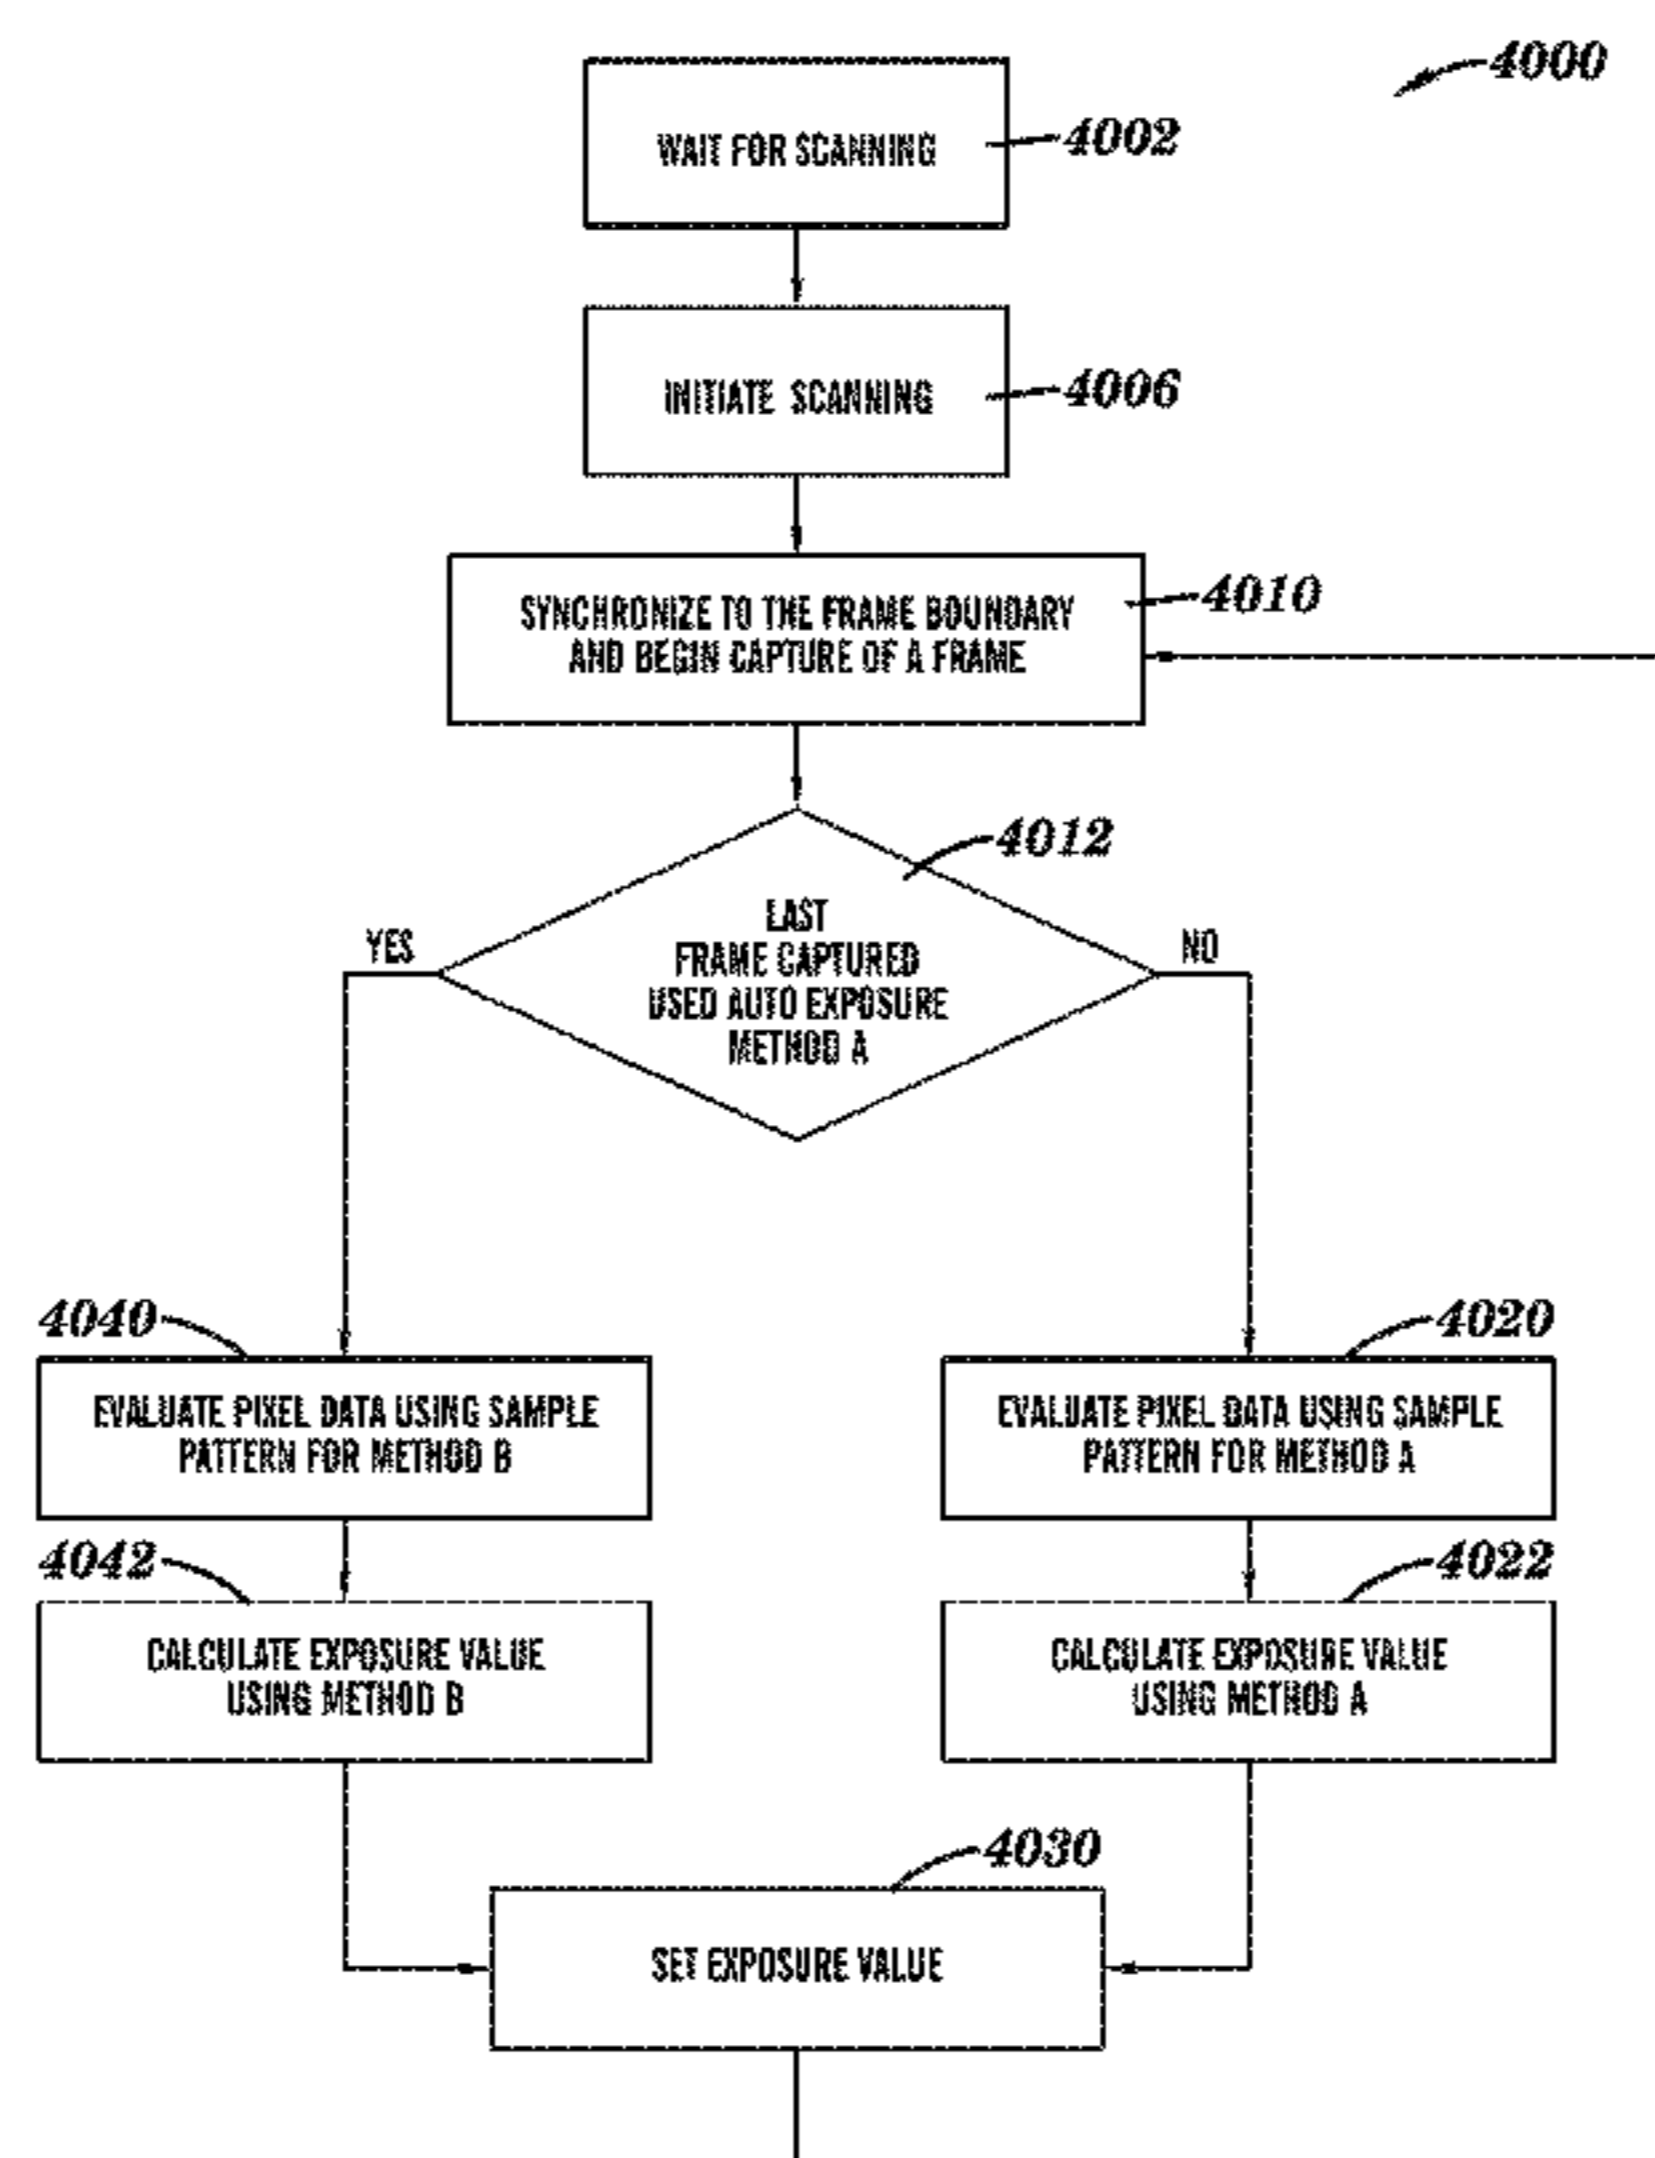 4000
WAIT FOR SCANNING
4002
INITIATE SCANNING
4006
SYNCHRONIZE TO THE FRAME BOUNDARY
AND BEGIN CAPTURE OF A FRAME
4010
4012
LAST
FRAME CAPTURED
USED AUTO EXPOSURE
METHOD A
YES
NO
4040
EVALUATE PIXEL DATA USING SAMPLE
PATTERN FOR METHOD B
4020
EVALUATE PIXEL DATA USING SAMPLE
PATTERN FOR METHOD A
4042
CALCULATE EXPOSURE VALUE
USING METHOD B
4022
CALCULATE EXPOSURE VALUE
USING METHOD A
4030
SET EXPOSURE VALUE